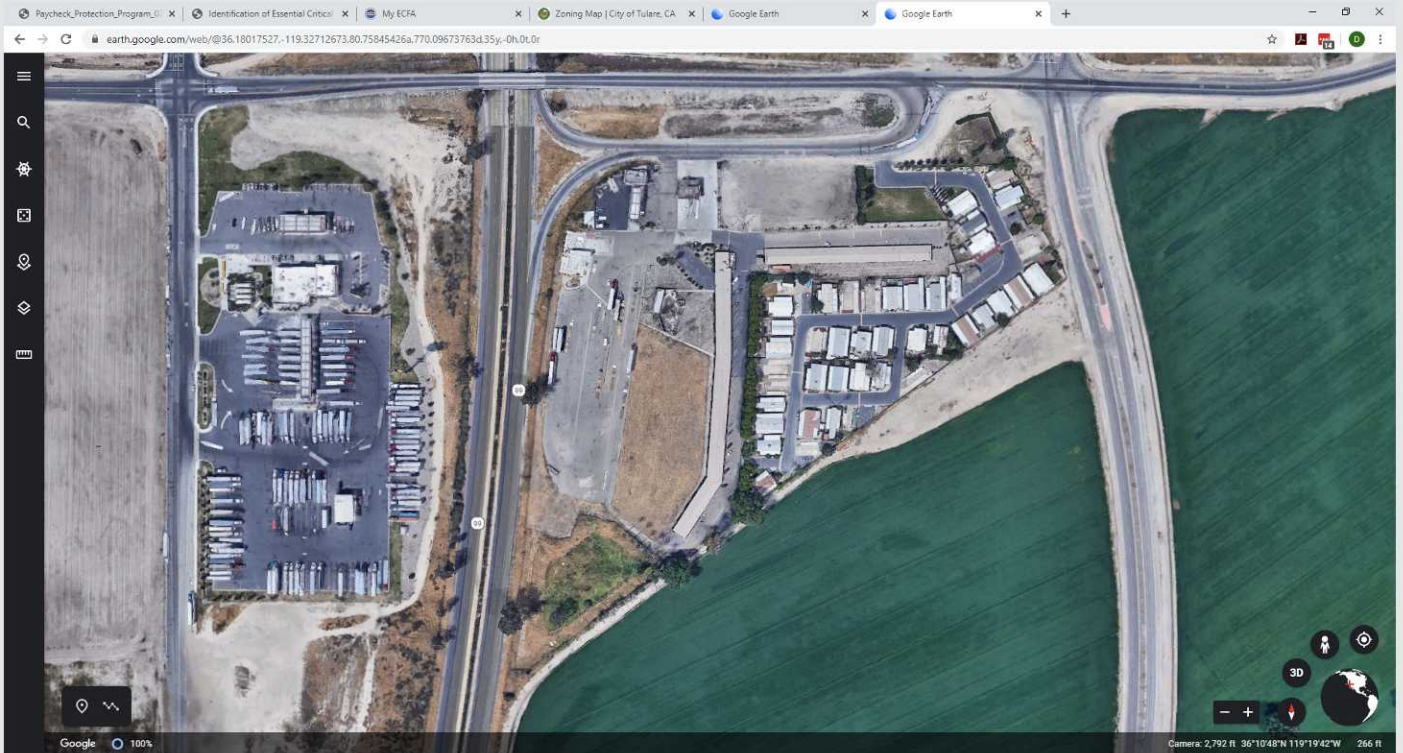 Paycheck_Protection_Program_0
Identification of Essential Critical
My ECFA
Zoning Map | City of Tulare, CA
Google Earth
Google Earth
earth.google.com/web/@36.18017527,-119.32712673,80.75845426a,770.09673763d,35y,-0h,0t,0r
14
D
99
99
3D
Google 100%
Camera: 2,792 ft 36°10'48"N 119°19'42"W 266 ft